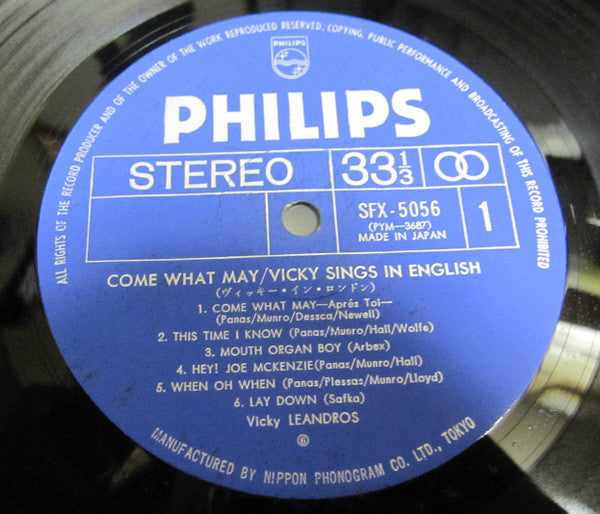 ALL RIGHTS OF THE RECORD PRODUCER AND OF THE OWNER OF THE WORK REPRODUCED RESERVED. COPYING, PUBLIC PERFORMANCE AND BROADCASTING OF THIS RECORD PROHIBITED
PHILIPS
PHILIPS
STEREO 33 1/3
SFX-5056 1
(PYM-3687)
MADE IN JAPAN
COME WHAT MAY/VICKY SINGS IN ENGLISH
(ヴィッキー・イン・ロンドン)
1. COME WHAT MAY—Aprés Toi—
(Panas/Munro/Dessca/Newell)
2. THIS TIME I KNOW (Panas/Munro/Hall/Wolfe)
3. MOUTH ORGAN BOY (Arbex)
4. HEY! JOE MCKENZIE(Panas/Munro/Hall)
5. WHEN OH WHEN (Panas/Plessas/Munro/Lloyd)
6. LAY DOWN (Safka)
Vicky LEANDROS
⑥
MANUFACTURED BY NIPPON PHONOGRAM CO. LTD., TOKYO